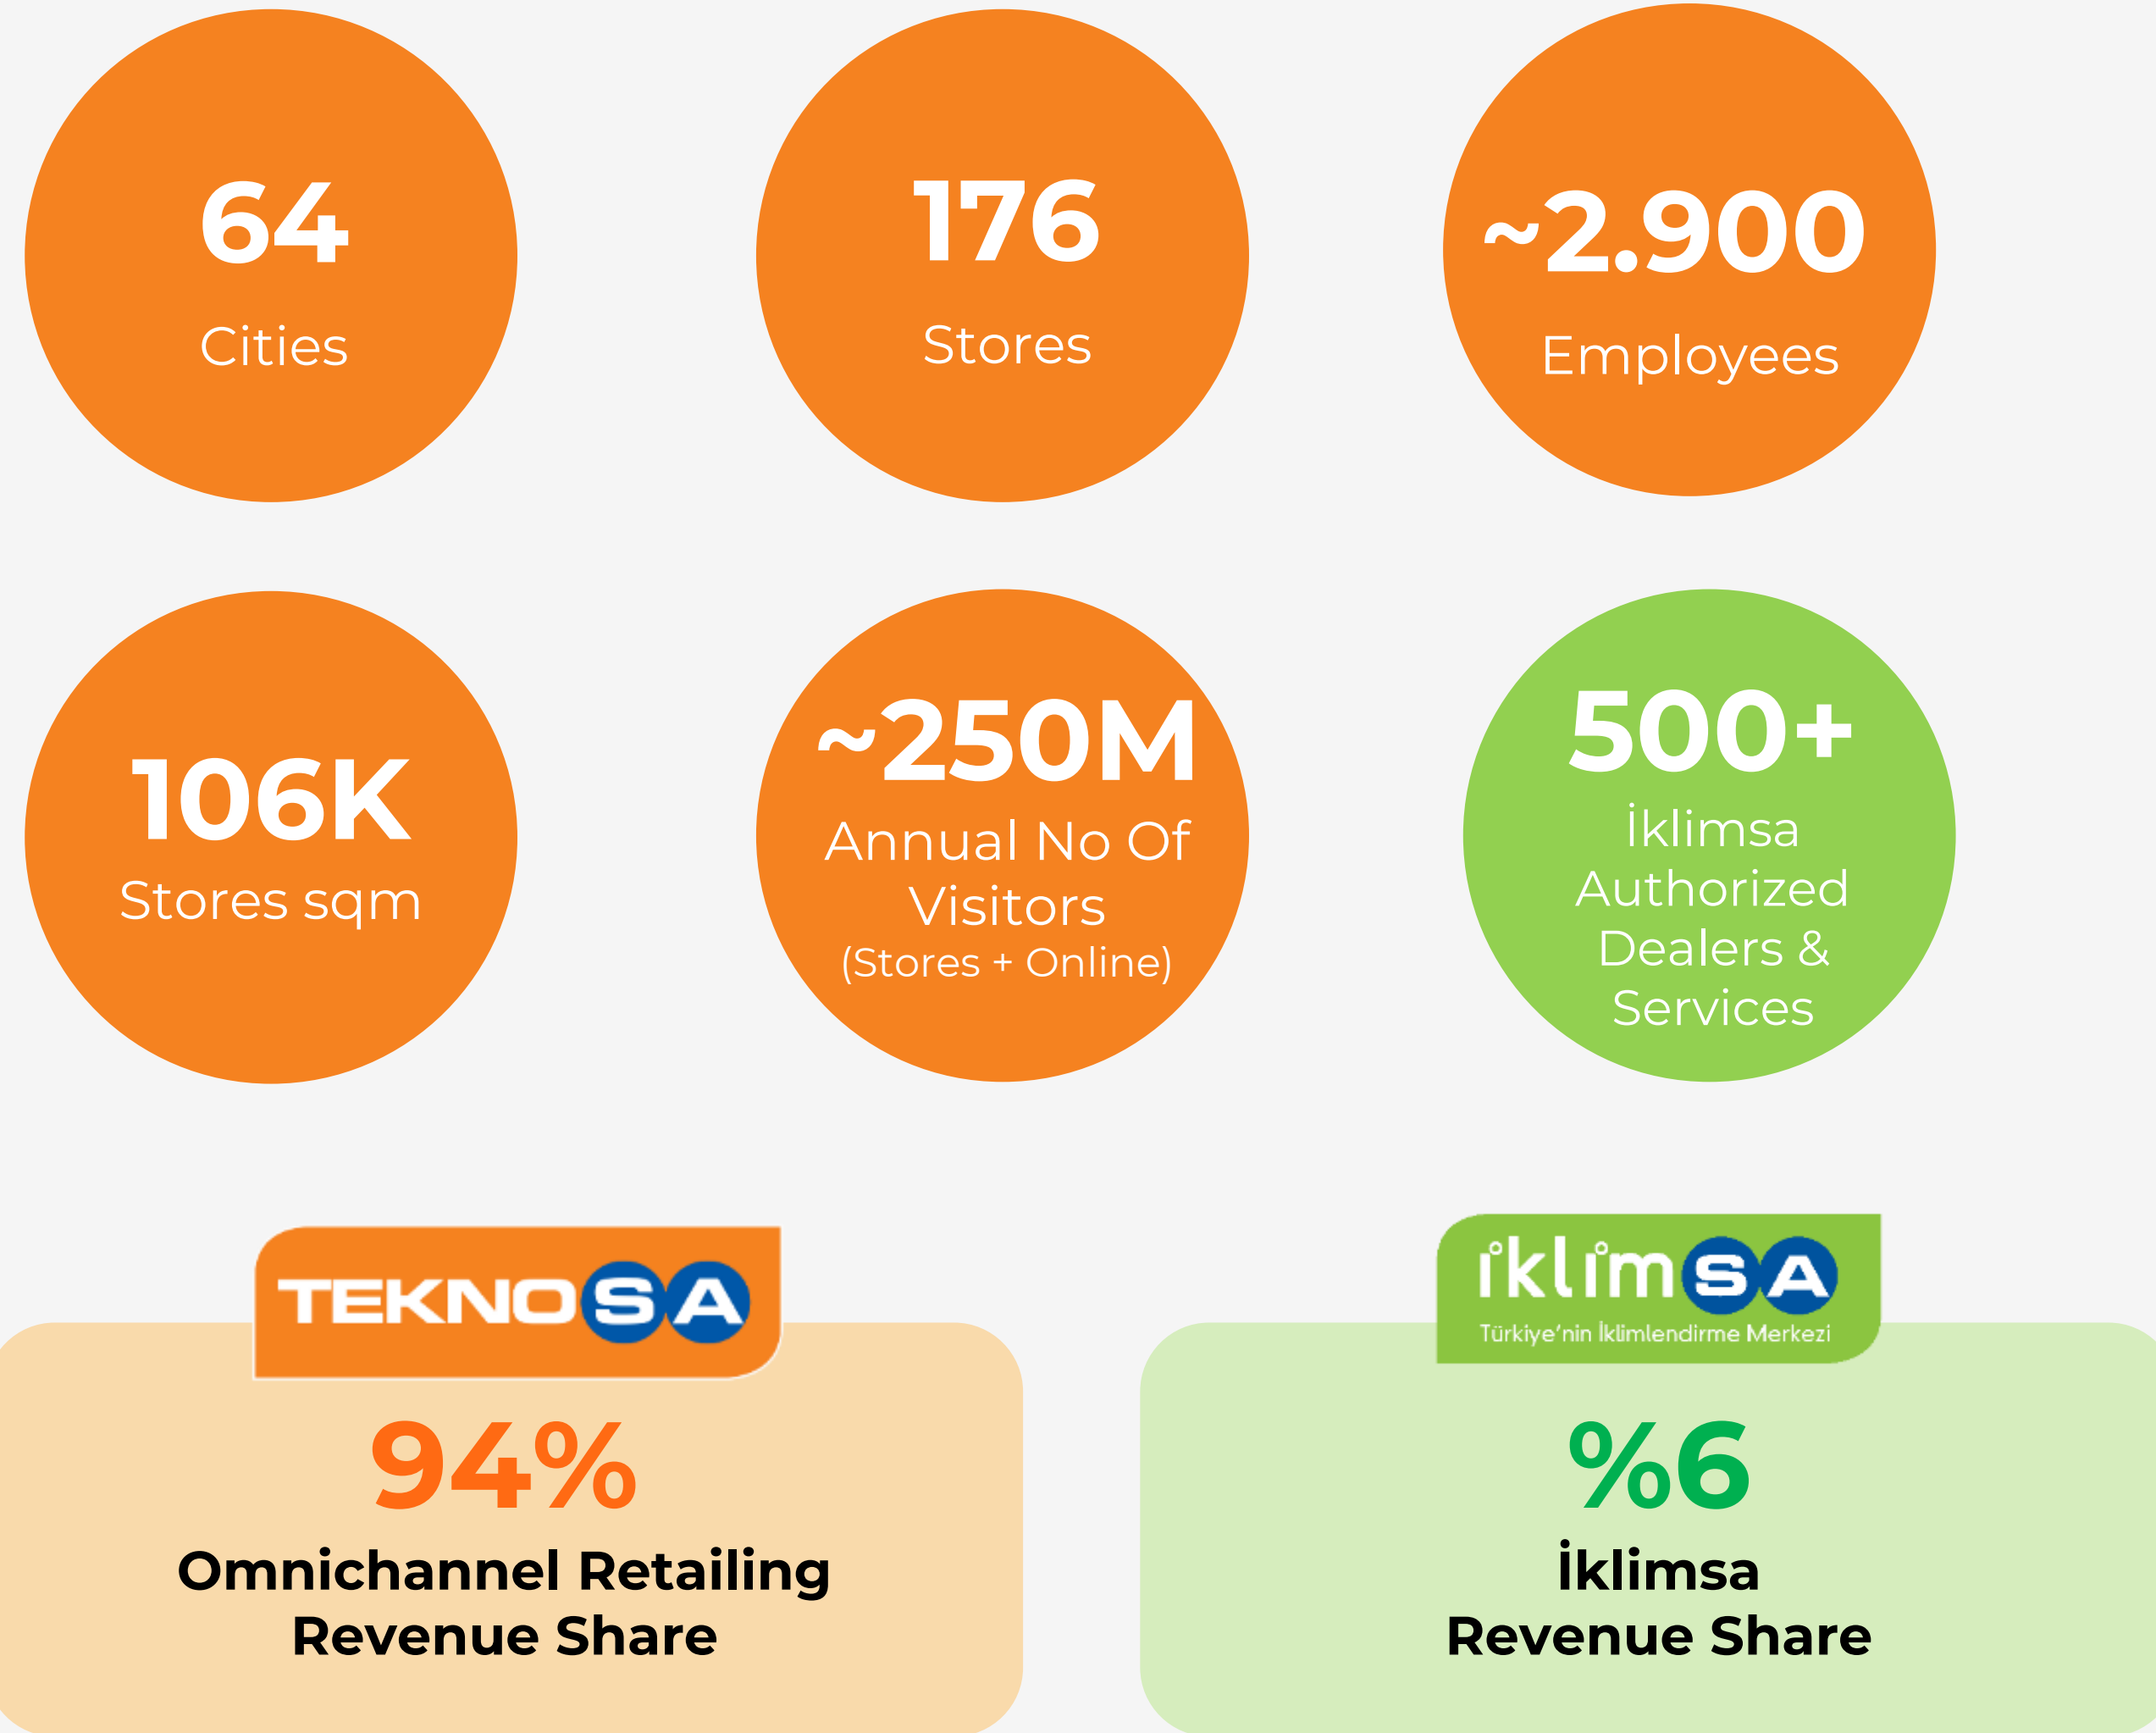 64
Cities
176
Stores
~2.900
Employees
106K
Stores sqm
~250M
Annual No Of
Visitors
(Stores + Online)
500+
İklimsa
Authorized
Dealers &
Services
TEKNOSA
iklimSA
Türkiye'nin İklimlendirme Merkezi
94%
Omnichannel Retailing
Revenue Share
%6
İklimsa
Revenue Share